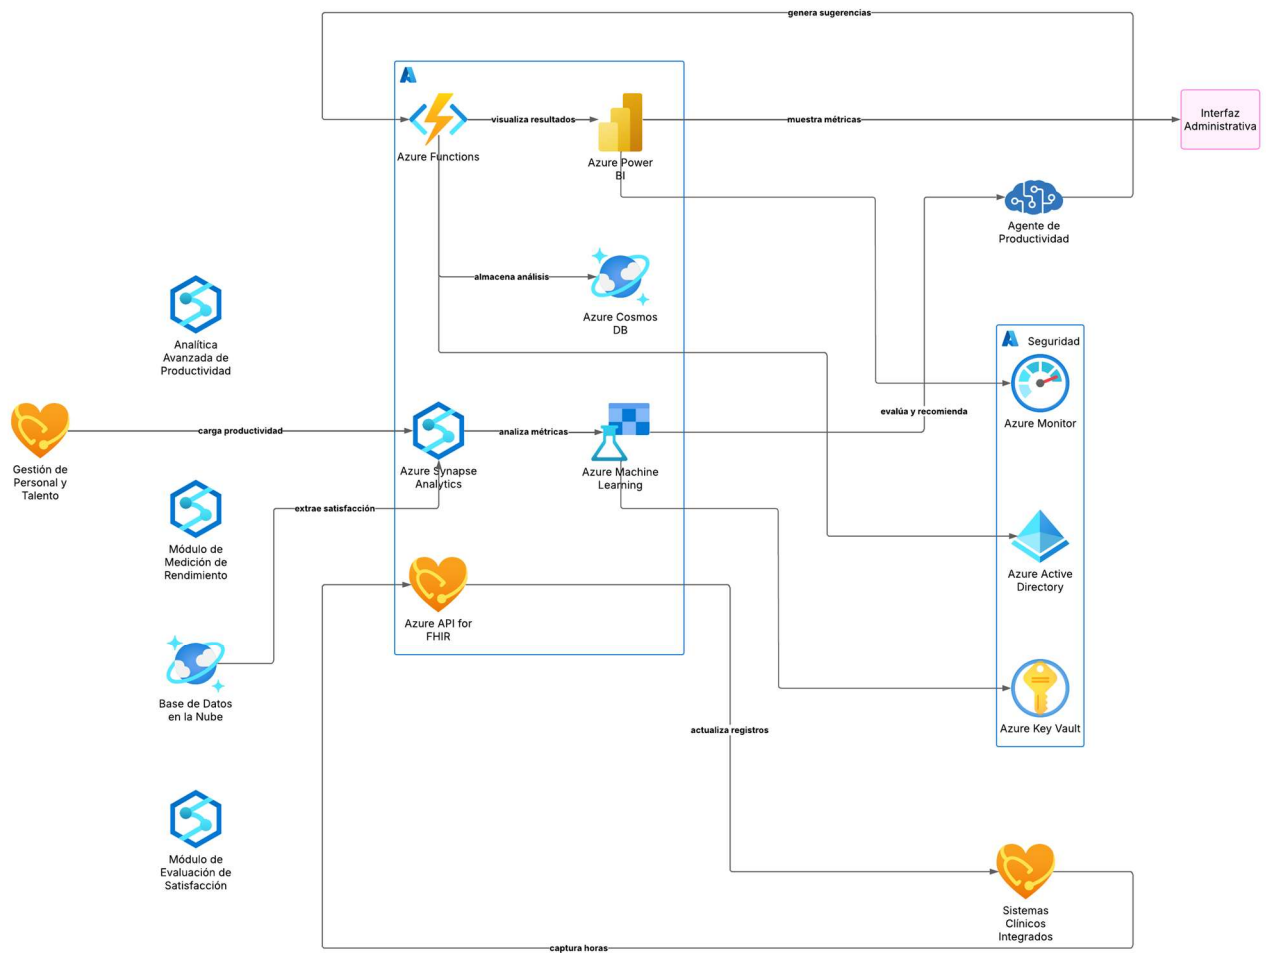 genera sugerencias
Azure Functions
visualiza resultados
Azure Power
BI
muestra métricas
Interfaz
Administrativa
Agente de
Productividad
almacena análisis
Azure Cosmos
DB
Analítica
Avanzada de
Productividad
Seguridad
Azure Monitor
evalúa y recomienda
Gestión de
Personal y
Talento
carga productividad
Azure Synapse
Analytics
analiza métricas
Azure Machine
Learning
extrae satisfacción
Módulo de
Medición de
Rendimiento
Azure Active
Directory
Azure API for
FHIR
Base de Datos
en la Nube
Azure Key Vault
actualiza registros
Módulo de
Evaluación de
Satisfacción
Sistemas
Clínicos
Integrados
captura horas